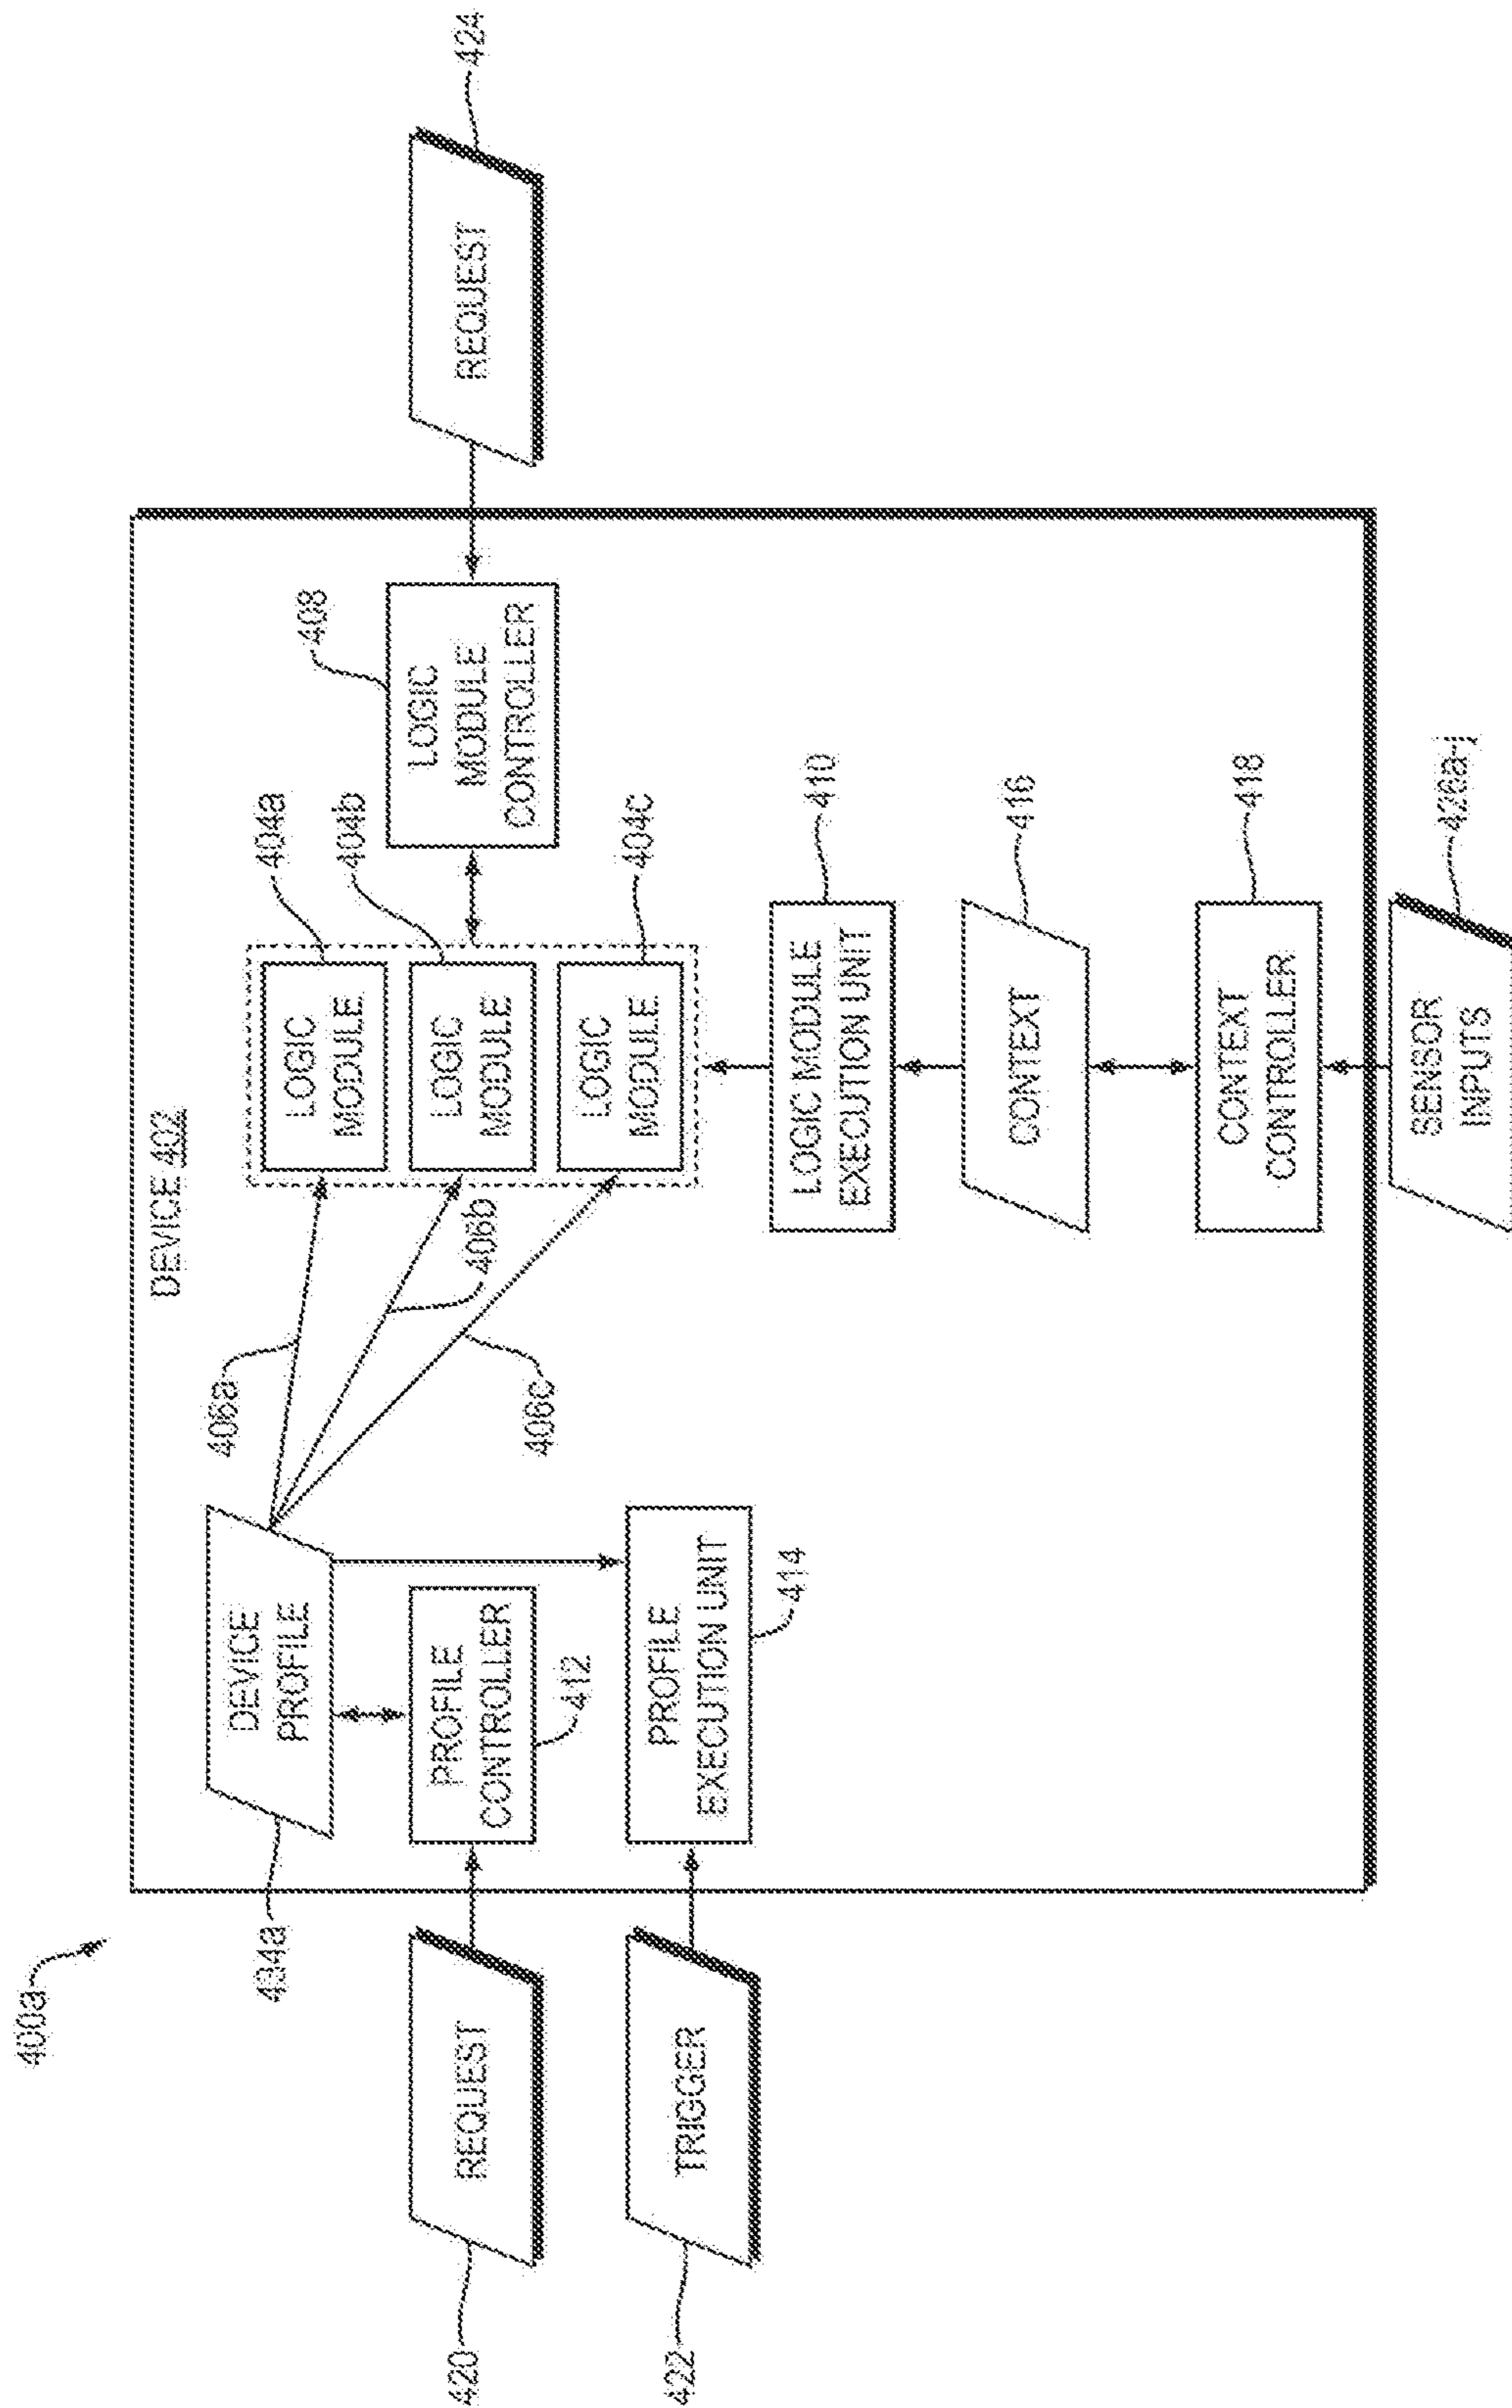 400a
DEVICE 402
434a
DEVICE
PROFILE
406a
406b
406c
LOGIC
MODULE
404a
LOGIC
MODULE
404b
LOGIC
MODULE
404c
408
LOGIC
MODULE
CONTROLLER
REQUEST
424
420
REQUEST
PROFILE
CONTROLLER
412
422
TRIGGER
PROFILE
EXECUTION UNIT
414
LOGIC MODULE
EXECUTION UNIT
410
CONTEXT
416
CONTEXT
CONTROLLER
418
SENSOR
INPUTS
426a-j